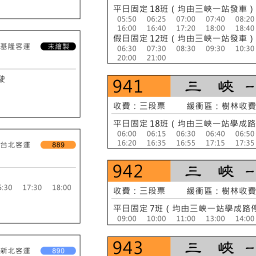 基隆客運 未繪製
駛
台北客運 889
5:30 17:30 18:00
新北客運 890
平日固定18班 ( 均由三峽一站發車 )
05:50 06:25 07:00 07:40 08:20
16:00 16:40 17:20 18:00 18:40
假日固定12班 ( 均由三峽一站發車 )
06:30 07:30 08:30 09:30 10:30
20:00 21:00
941 三 峽 -
收費：三段票 緩衝區：樹林收費
平日固定18班 ( 均由三峽一站學成路
06:00 06:15 06:30 06:40 06:50
16:20 16:35 16:55 17:15 17:35
942 三 峽 -
收費：三段票 緩衝區：樹林收費
平日固定7班 ( 均由三峽一站學成路
09:00 10:00 11:00 13:00 14:00
943 三 峽 -